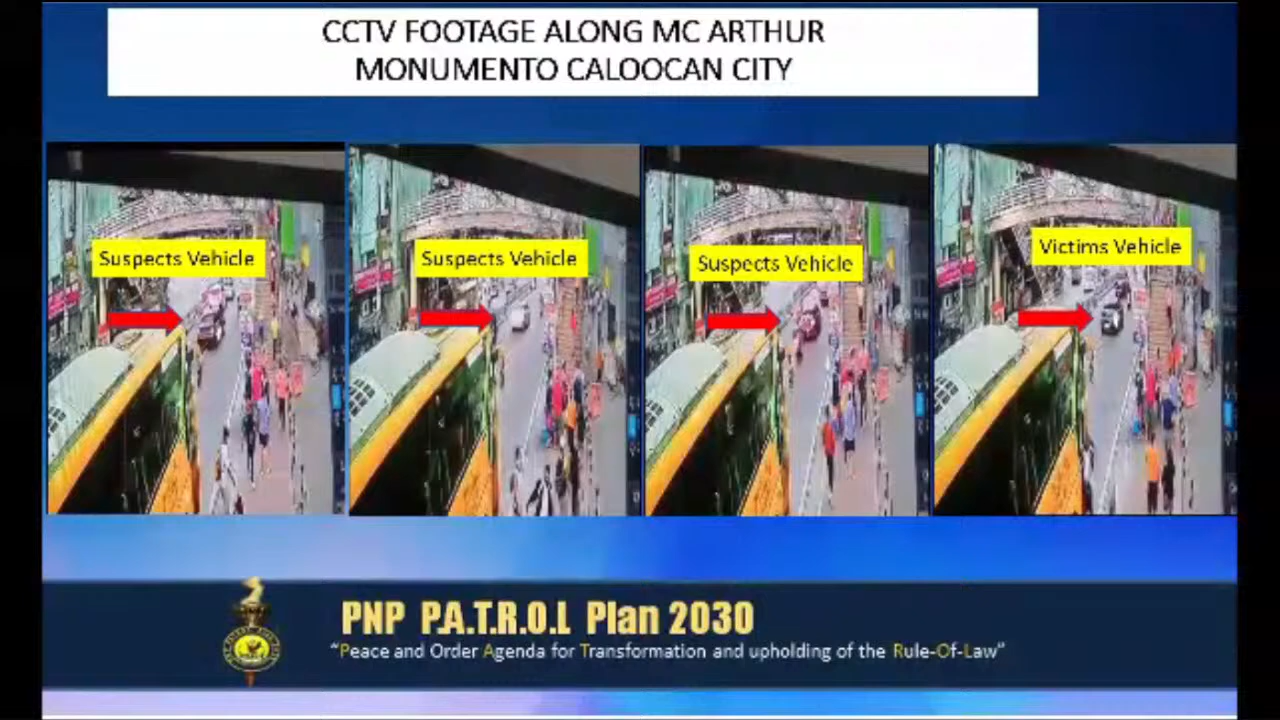 CCTV FOOTAGE ALONG MC ARTHUR
MONUMENTO CALOOCAN CITY
Suspects Vehicle
Suspects Vehicle
Suspects Vehicle
Victims Vehicle
PNP P.A.T.R.O.L Plan 2030
“Peace and Order Agenda for Transformation and upholding of the Rule-Of-Law”